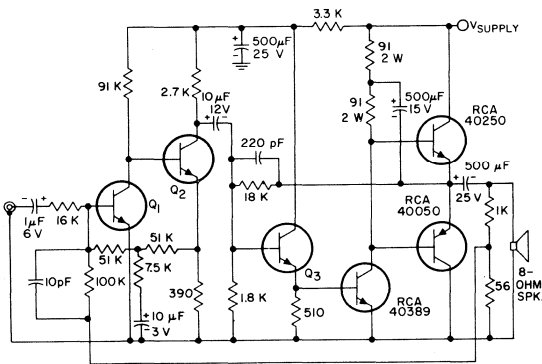 3.3 K
VSUPPLY
500µF
25 V
91
2 W
91 K
2.7 K
10 µF
12V
91
2 W
500µF
15 V
RCA
40250
220 pF
Q2
500 µF
25 V
18 K
RCA
40050
1K
Q1
1µF
6 V
16 K
51 K
51 K
Q3
8-
OHM
SPK.
10pF
100K
7.5 K
390
1.8 K
510
RCA
40389
56
10 µF
3 V